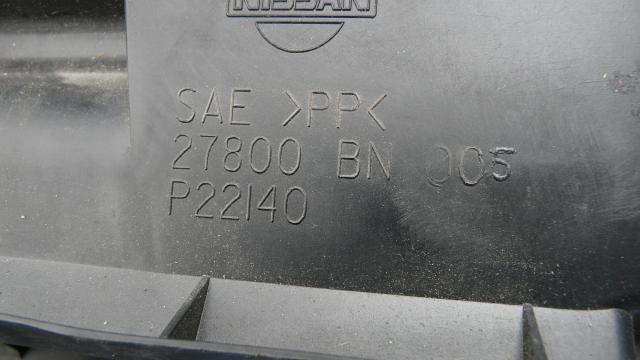 NISSAN
SAE >PP<
27800 BN 005
P22140